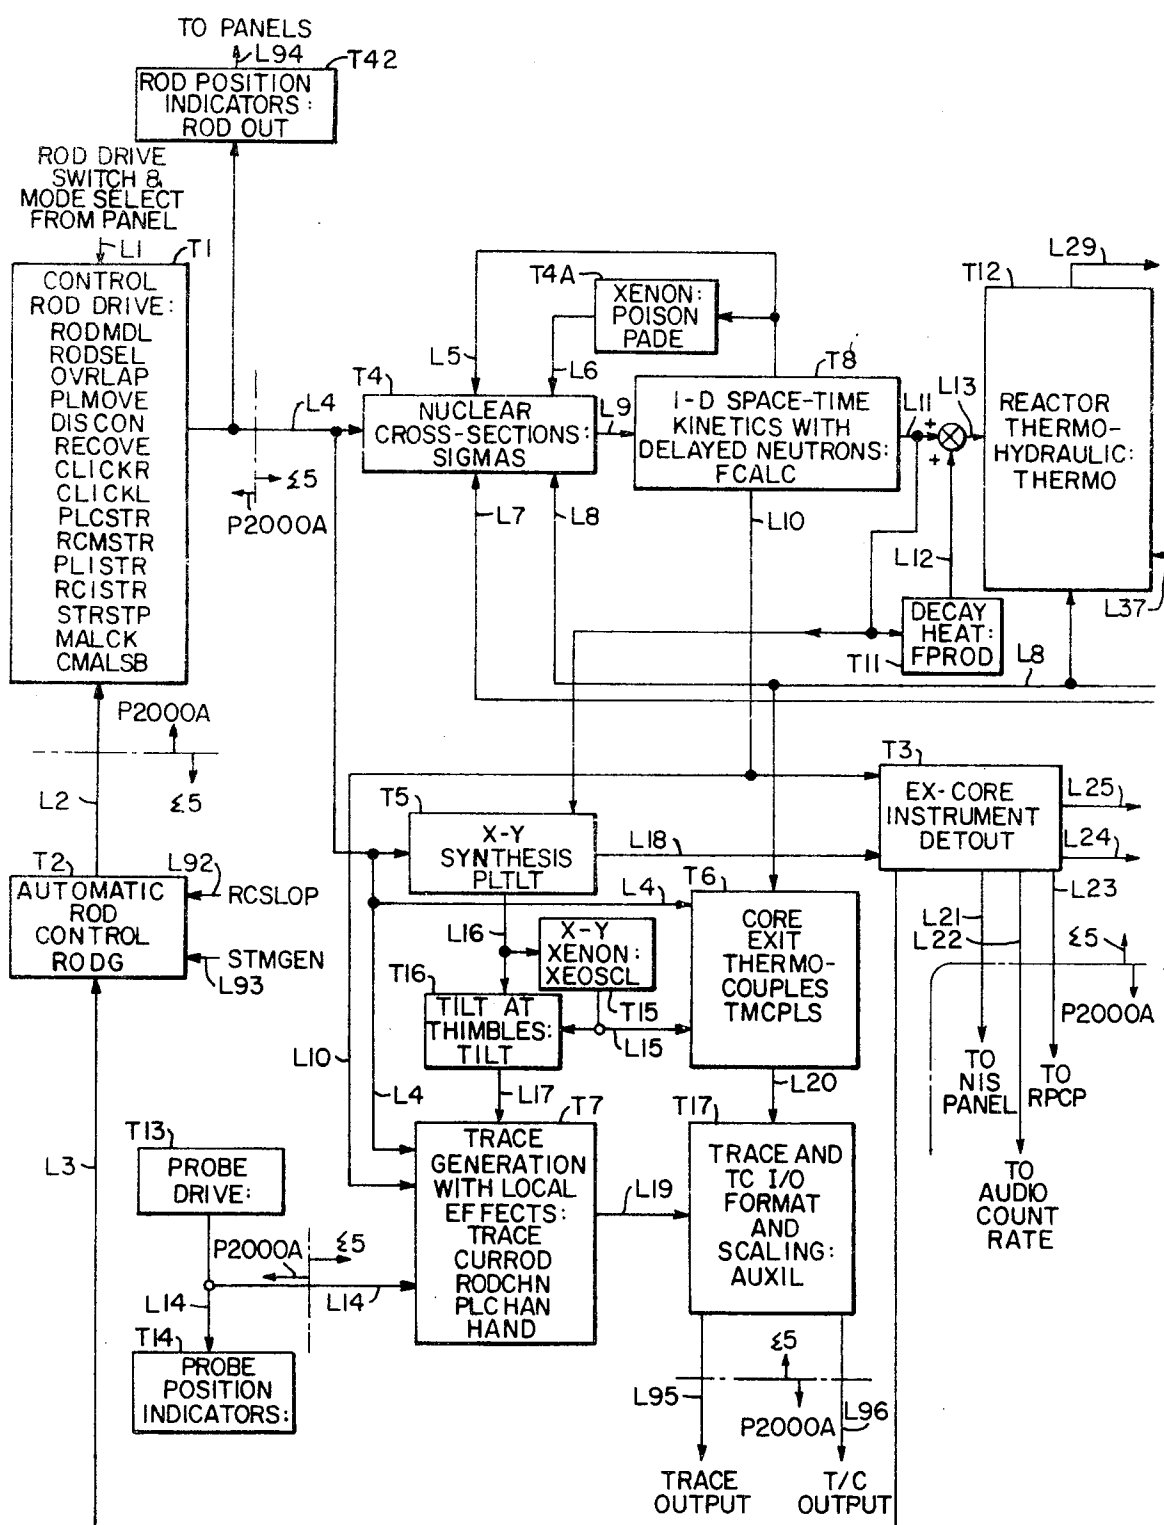 TO PANELS
L94
T42
ROD POSITION
INDICATORS:
ROD OUT
ROD DRIVE
SWITCH &
MODE SELECT
FROM PANEL
L1
T1
CONTROL
ROD DRIVE:
RODMDL
RODSEL
OVRLAP
PLMOVE
DISCON
RECOVE
CLICKR
CLICKL
PLCSTR
RCMSTR
PLISTR
RCISTR
STRSTP
MALCK
CMALSB
L4
Σ5
P2000A
L5
T4A
XENON:
POISON
PADE
L6
T4
NUCLEAR
CROSS-SECTIONS:
SIGMAS
L9
T8
1-D SPACE-TIME
KINETICS WITH
DELAYED NEUTRONS:
FCALC
L11
+
+
L13
T12
L29
REACTOR
THERMO-
HYDRAULIC:
THERMO
L7
L8
L10
L12
L37
DECAY
HEAT:
FPROD
T11
L8
P2000A
Σ5
L2
T2
AUTOMATIC
ROD
CONTROL
RODG
L92
RCSLOP
STMGEN
L93
T5
X-Y
SYNTHESIS
PLTLT
L18
T3
EX-CORE
INSTRUMENT
DETOUT
L25
L24
L23
L21
L22
Σ5
P2000A
TO
NIS
PANEL
TO
RPCP
TO
AUDIO
COUNT
RATE
L4
T6
CORE
EXIT
THERMO-
COUPLES
TMCPLS
L16
X-Y
XENON:
XEOSCL
T15
T16
TILT AT
THIMBLES:
TILT
L15
L10
L4
L17
L20
T7
TRACE
GENERATION
WITH LOCAL
EFFECTS:
TRACE
CURROD
RODCHN
PLCHAN
HAND
L19
T17
TRACE AND
TC I/O
FORMAT
AND
SCALING:
AUXIL
L3
T13
PROBE
DRIVE:
P2000A
Σ5
L14
L14
T14
PROBE
POSITION
INDICATORS:
Σ5
L95
P2000A
L96
TRACE
OUTPUT
T/C
OUTPUT